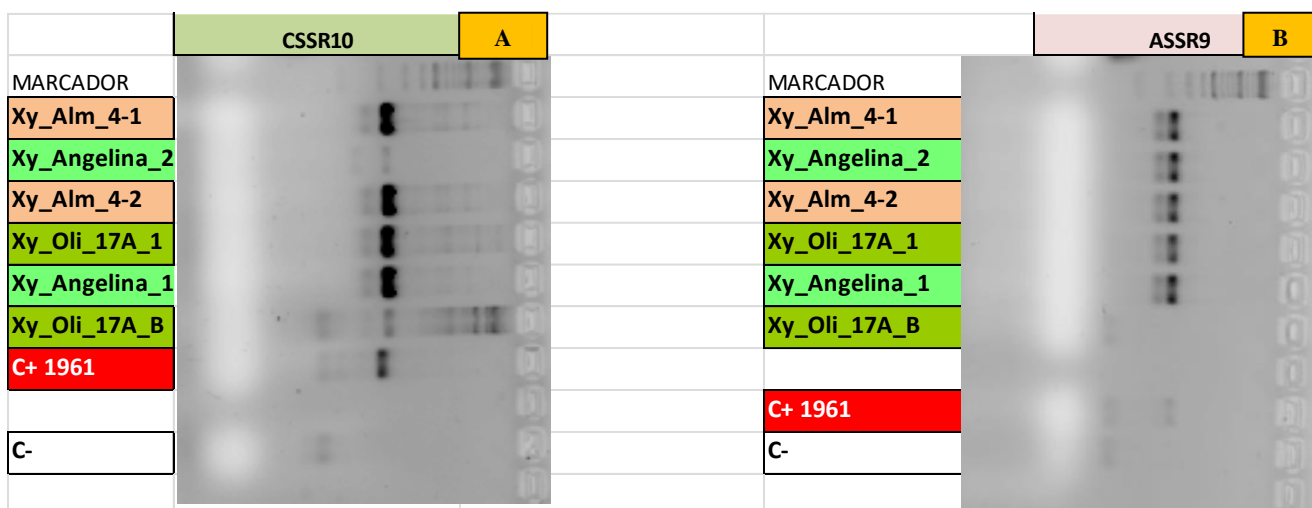 CSSR10 A
MARCADOR
Xy_Alm_4-1
Xy_Angelina_2
Xy_Alm_4-2
Xy_Oli_17A_1
Xy_Angelina_1
Xy_Oli_17A_B
C+ 1961
C-
ASSR9 B
MARCADOR
Xy_Alm_4-1
Xy_Angelina_2
Xy_Alm_4-2
Xy_Oli_17A_1
Xy_Angelina_1
Xy_Oli_17A_B
C+ 1961
C-